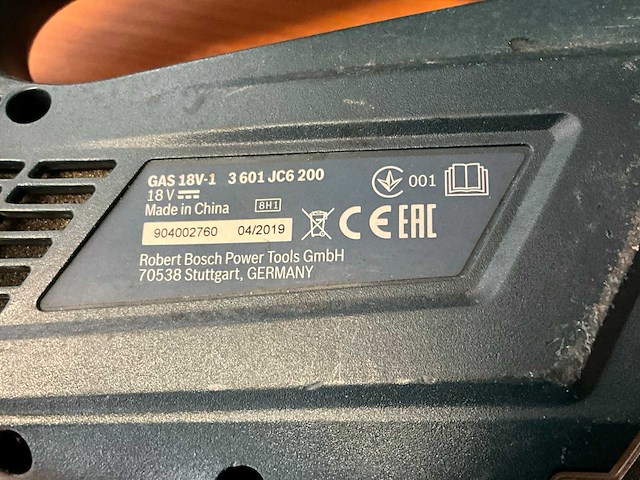 GAS 18V-1 3 601 JC6 200
18 V
Made in China 8H1
001
904002760 04/2019
CE EAC
Robert Bosch Power Tools GmbH
70538 Stuttgart, GERMANY